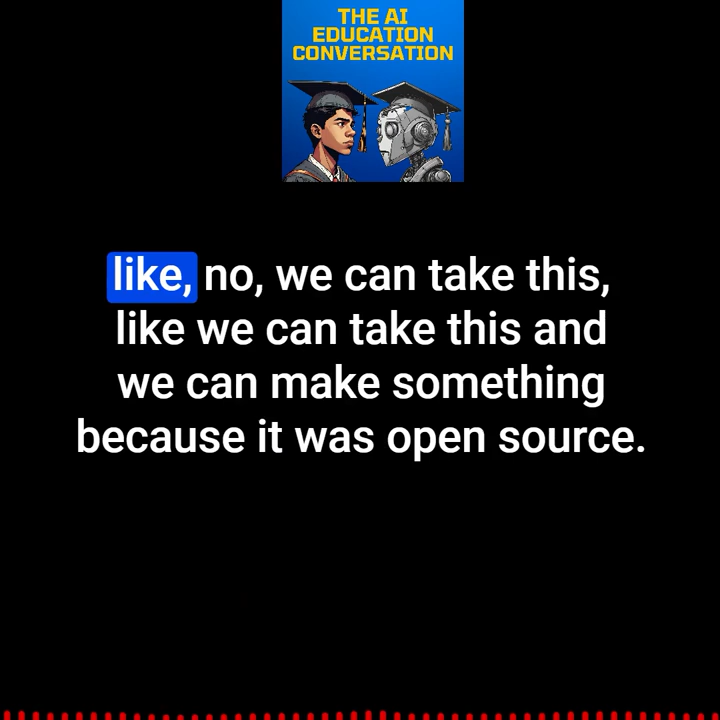 THE AI
EDUCATION
CONVERSATION
like, no, we can take this,
like we can take this and
we can make something
because it was open source.